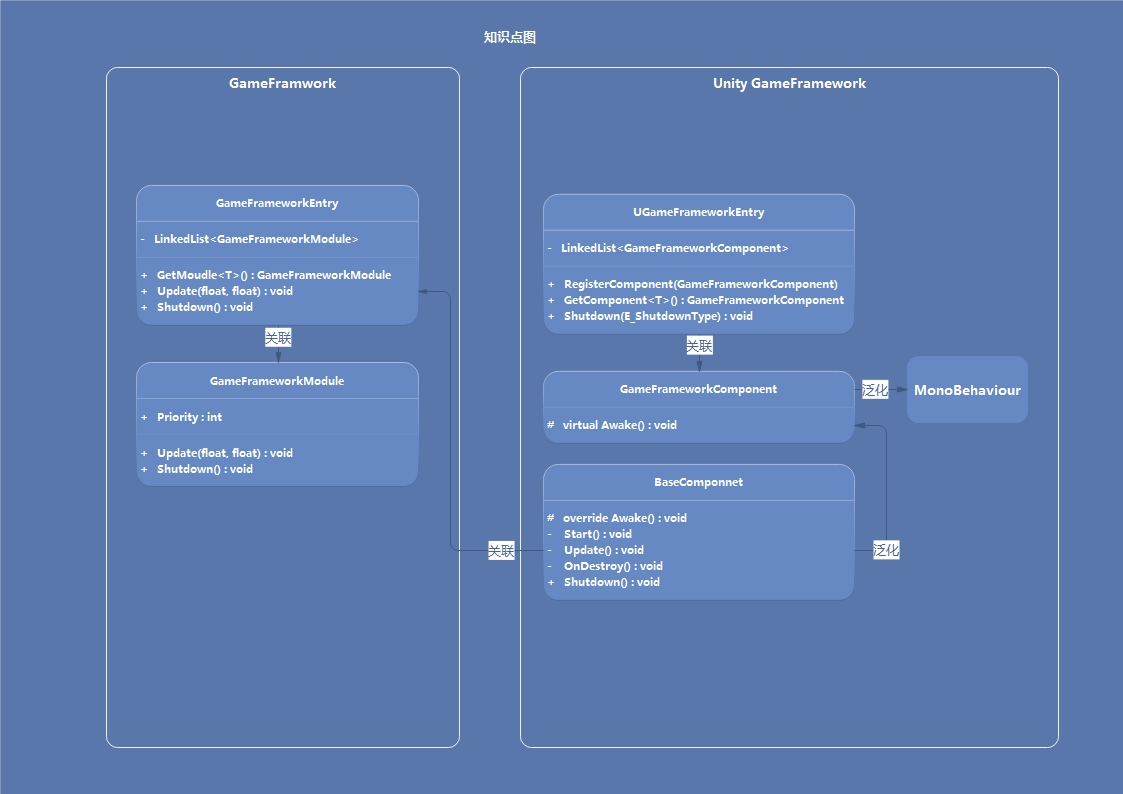 知识点图
GameFramwork
GameFrameworkEntry
- LinkedList<GameFrameworkModule>
+ GetMoudle<T>() : GameFrameworkModule
+ Update(float, float) : void
+ Shutdown() : void
关联
GameFrameworkModule
+ Priority : int
+ Update(float, float) : void
+ Shutdown() : void
关联
Unity GameFramework
UGameFrameworkEntry
- LinkedList<GameFrameworkComponent>
+ RegisterComponent(GameFrameworkComponent)
+ GetComponent<T>() : GameFrameworkComponent
+ Shutdown(E_ShutdownType) : void
关联
GameFrameworkComponent
# virtual Awake() : void
泛化
MonoBehaviour
BaseComponnet
# override Awake() : void
- Start() : void
- Update() : void
- OnDestroy() : void
+ Shutdown() : void
泛化